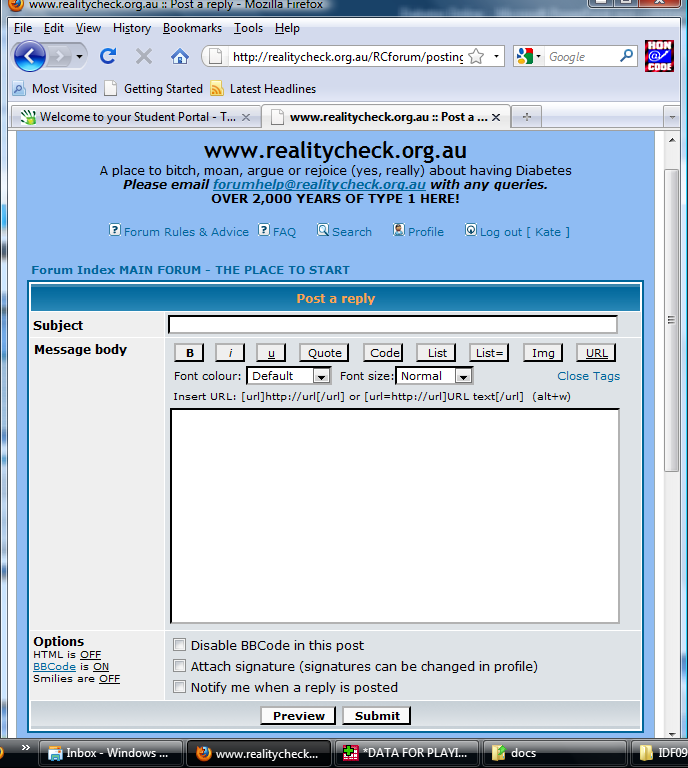 www.realitycheck.org.au :: Post a reply - Mozilla Firefox
File Edit View History Bookmarks Tools Help
http://realitycheck.org.au/RCforum/posting
Google
HON
@/
CODE
Most Visited Getting Started Latest Headlines
Welcome to your Student Portal - T... www.realitycheck.org.au :: Post a ...
www.realitycheck.org.au
A place to bitch, moan, argue or rejoice (yes, really) about having Diabetes
Please email forumhelp@realitycheck.org.au with any queries.
OVER 2,000 YEARS OF TYPE 1 HERE!
Forum Rules & Advice FAQ Search Profile Log out [ Kate ]
Forum Index MAIN FORUM - THE PLACE TO START
Post a reply
Subject
Message body
B i u Quote Code List List= Img URL
Font colour: Default Font size: Normal Close Tags
Insert URL: [url]http://url[/url] or [url=http://url]URL text[/url] (alt+w)
Options
HTML is OFF
BBCode is ON
Smilies are OFF
Disable BBCode in this post
Attach signature (signatures can be changed in profile)
Notify me when a reply is posted
Preview Submit
» Inbox - Windows ... www.realitycheck... *DATA FOR PLAYI... docs IDF09